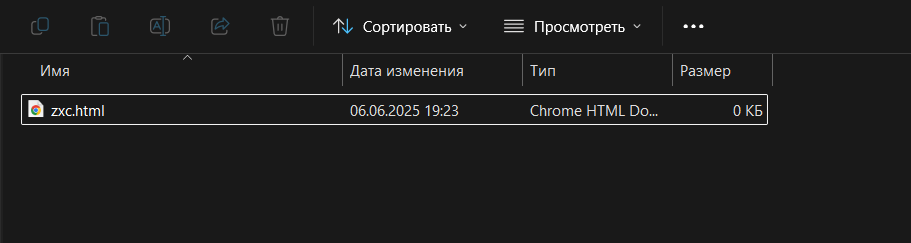 Сортировать Просмотреть
Имя Дата изменения Тип Размер
zxc.html 06.06.2025 19:23 Chrome HTML Do... 0 КБ